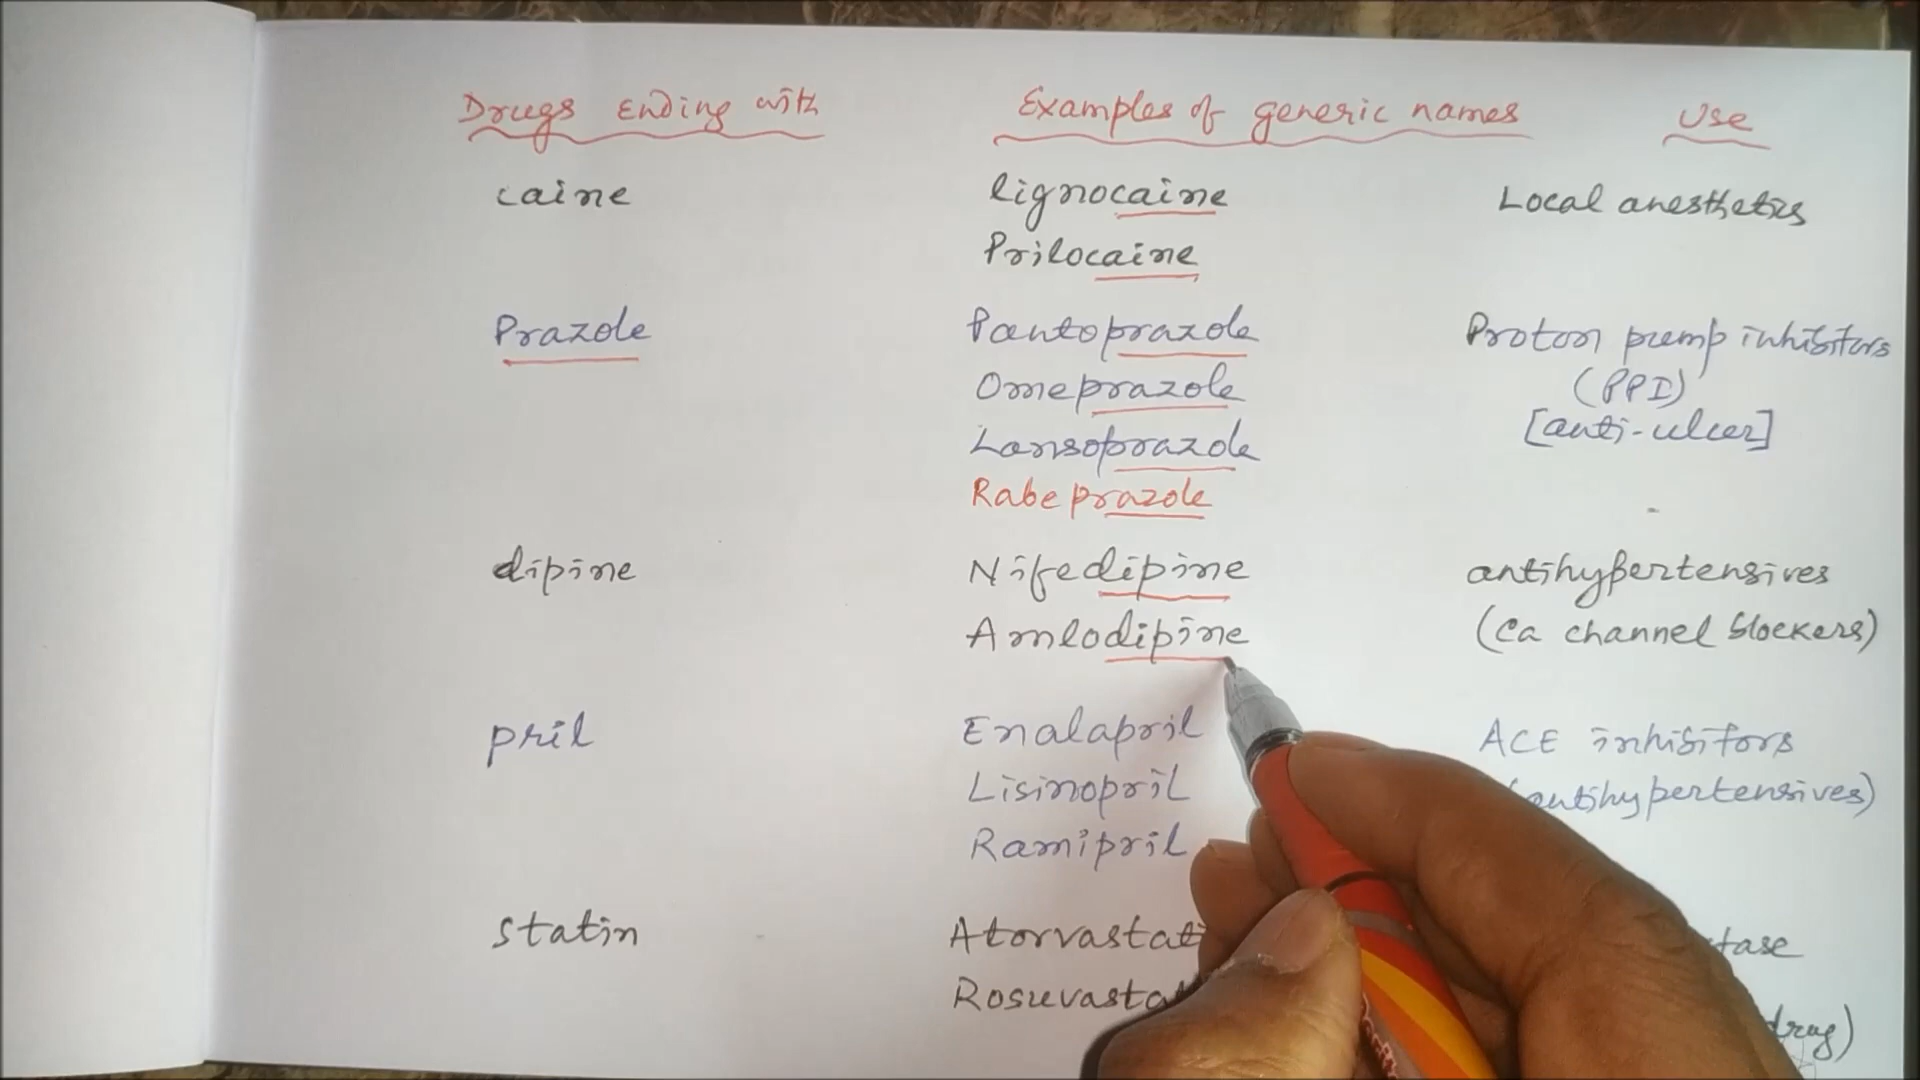 Drugs Ending with Examples of generic names Use
caine lignocaine Local anesthetics
Prilocaine
Prazole Pantoprazole Proton pump inhibitors
Omeprazole (PPI)
Lansoprazole [anti-ulcer]
Rabeprazole
dipine Nifedipine antihypertensives
Amlodipine (Ca channel blockers)
pril Enalapril ACE inhibitors
Lisinopril (antihypertensives)
Ramipril
statin
drug)